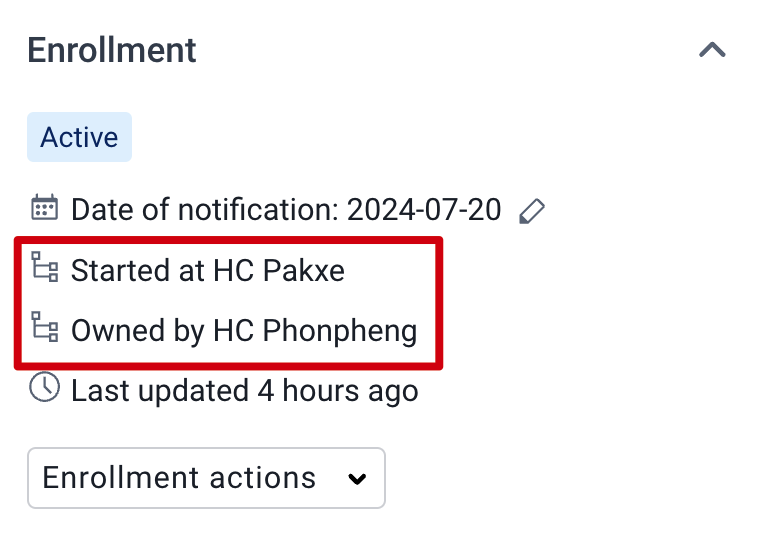 Enrollment
Active
Date of notification: 2024-07-20
Started at HC Pakxe
Owned by HC Phonpheng
Last updated 4 hours ago
Enrollment actions